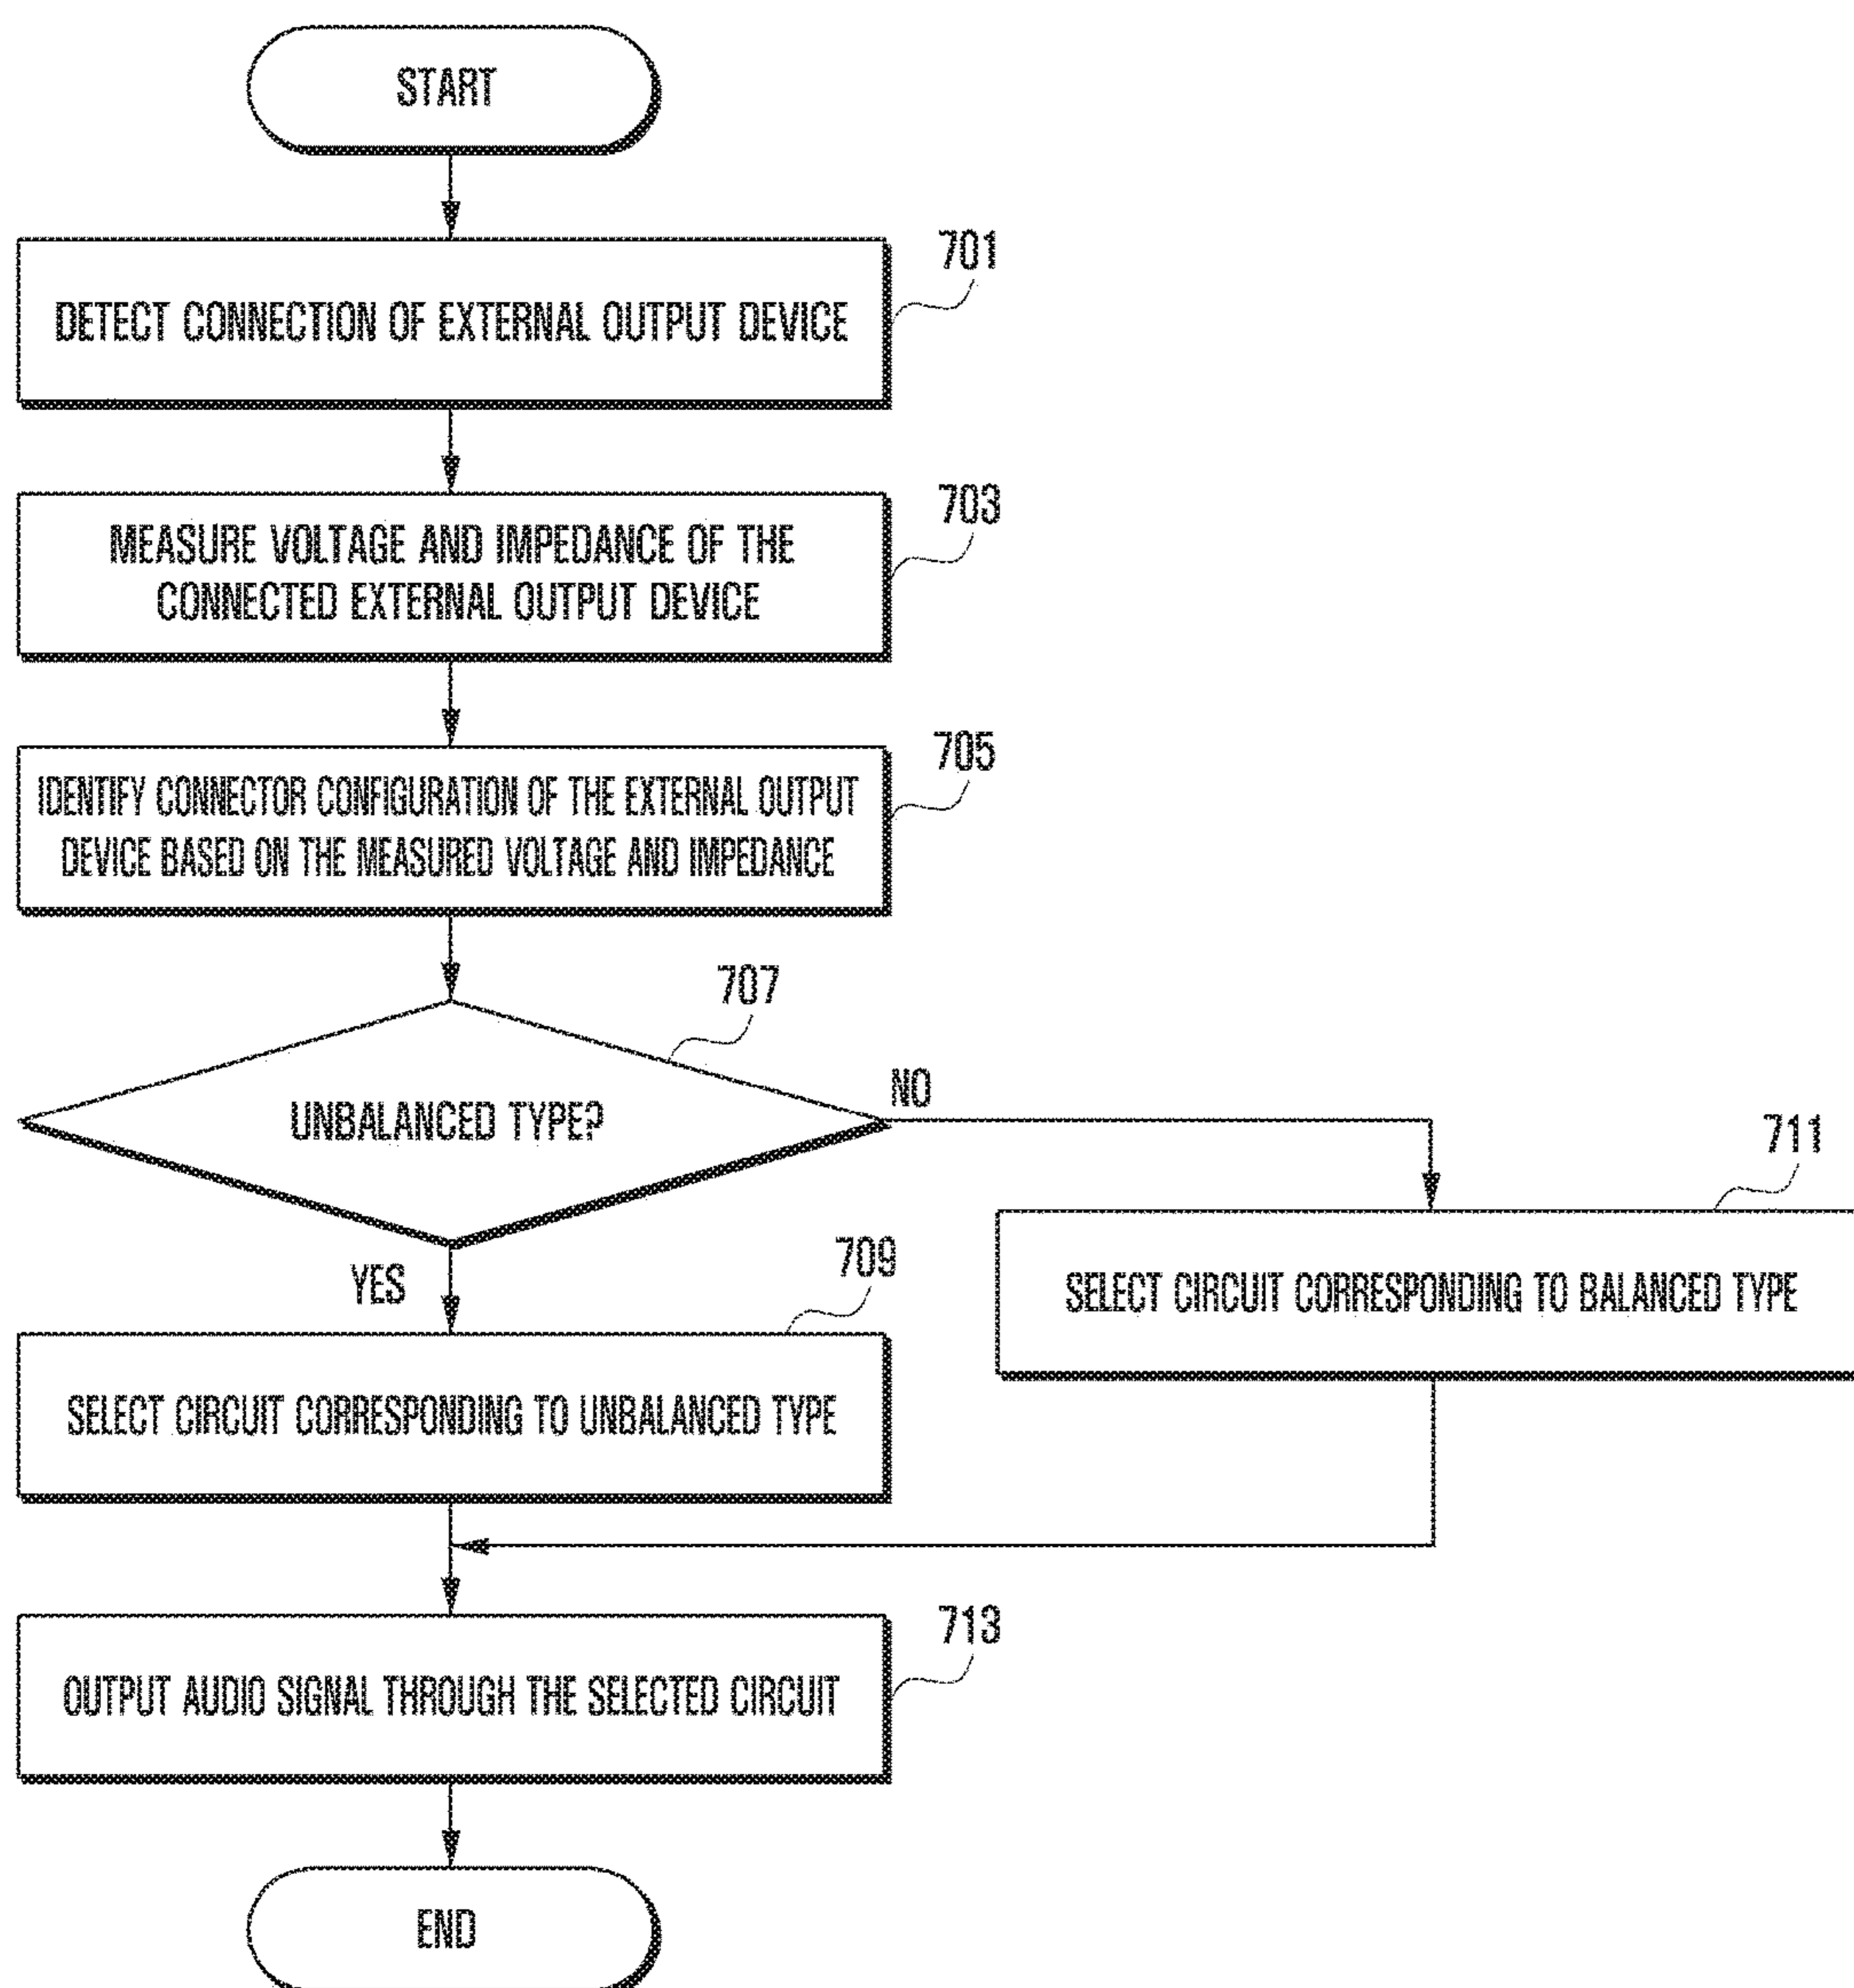 START
701
DETECT CONNECTION OF EXTERNAL OUTPUT DEVICE
703
MEASURE VOLTAGE AND IMPEDANCE OF THE
CONNECTED EXTERNAL OUTPUT DEVICE
705
IDENTIFY CONNECTOR CONFIGURATION OF THE EXTERNAL OUTPUT
DEVICE BASED ON THE MEASURED VOLTAGE AND IMPEDANCE
707
UNBALANCED TYPE?
NO
711
SELECT CIRCUIT CORRESPONDING TO BALANCED TYPE
YES
709
SELECT CIRCUIT CORRESPONDING TO UNBALANCED TYPE
713
OUTPUT AUDIO SIGNAL THROUGH THE SELECTED CIRCUIT
END